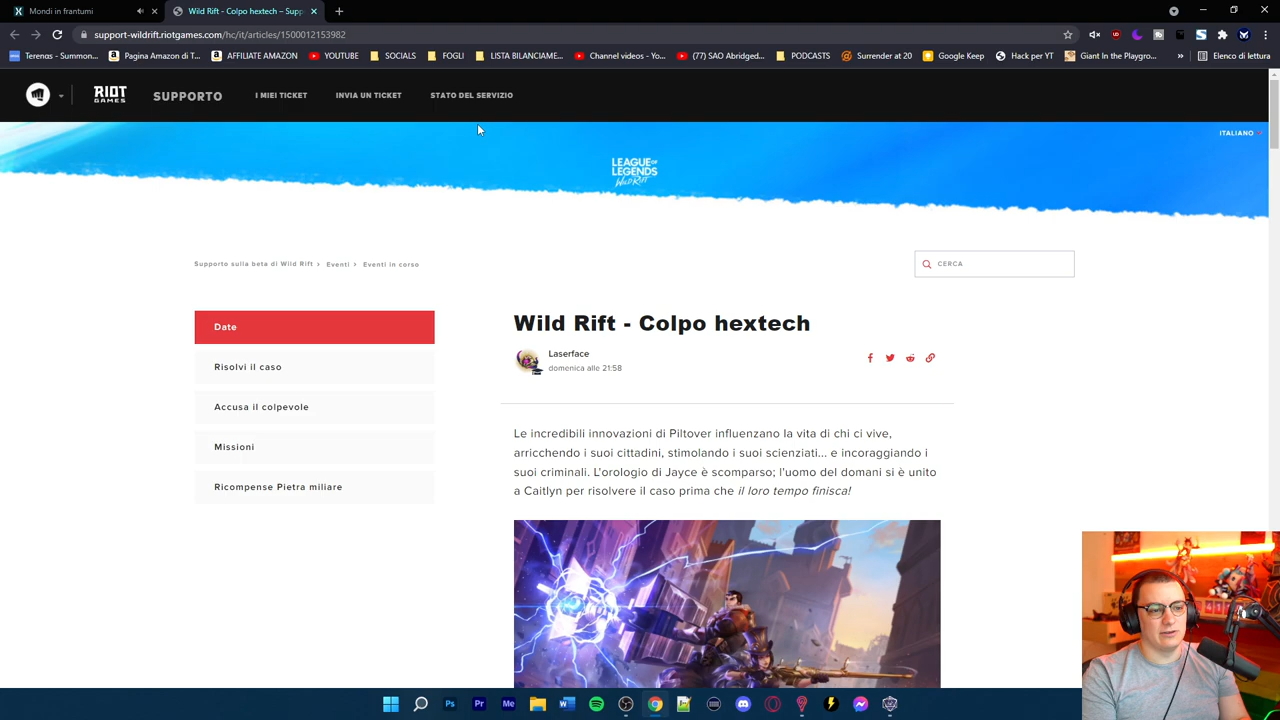 Mondi in frantumi
Wild Rift - Colpo hextech – Supp
support-wildrift.riotgames.com/hc/it/articles/1500012153982
Terenas - Summon...
Pagina Amazon di T...
AFFILIATE AMAZON
YOUTUBE
SOCIALS
FOGLI
LISTA BILANCIAME...
Channel videos - Yo...
(77) SAO Abridged...
PODCASTS
Surrender at 20
Google Keep
Hack per YT
Giant In the Playgro...
»
Elenco di lettura
RIOT GAMES
SUPPORTO
I MIEI TICKET
INVIA UN TICKET
STATO DEL SERVIZIO
ITALIANO
LEAGUE OF
LEGENDS
WILD RIFT
Supporto sulla beta di Wild Rift > Eventi > Eventi in corso
CERCA
Date
Risolvi il caso
Accusa il colpevole
Missioni
Ricompense Pietra miliare
Wild Rift - Colpo hextech
Laserface
domenica alle 21:58
Le incredibili innovazioni di Piltover influenzano la vita di chi ci vive,
arricchendo i suoi cittadini, stimolando i suoi scienziati... e incoraggiando i
suoi criminali. L'orologio di Jayce è scomparso; l'uomo del domani si è unito
a Caitlyn per risolvere il caso prima che il loro tempo finisca!
Ps
Pr
Me